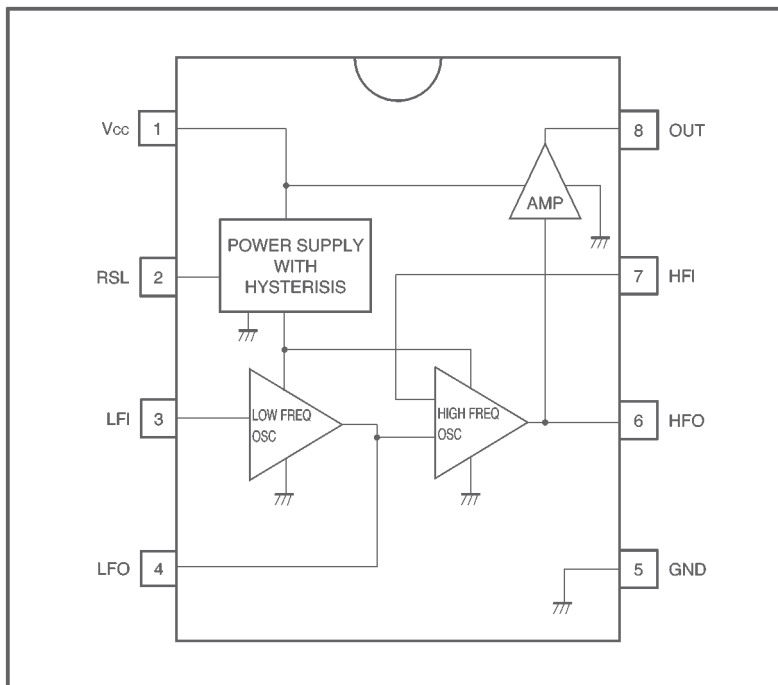 Vcc 1
8 OUT
AMP
POWER SUPPLY
WITH
HYSTERISIS
RSL 2
7 HFI
LFI 3
LOW FREQ
OSC
HIGH FREQ
OSC
6 HFO
LFO 4
5 GND